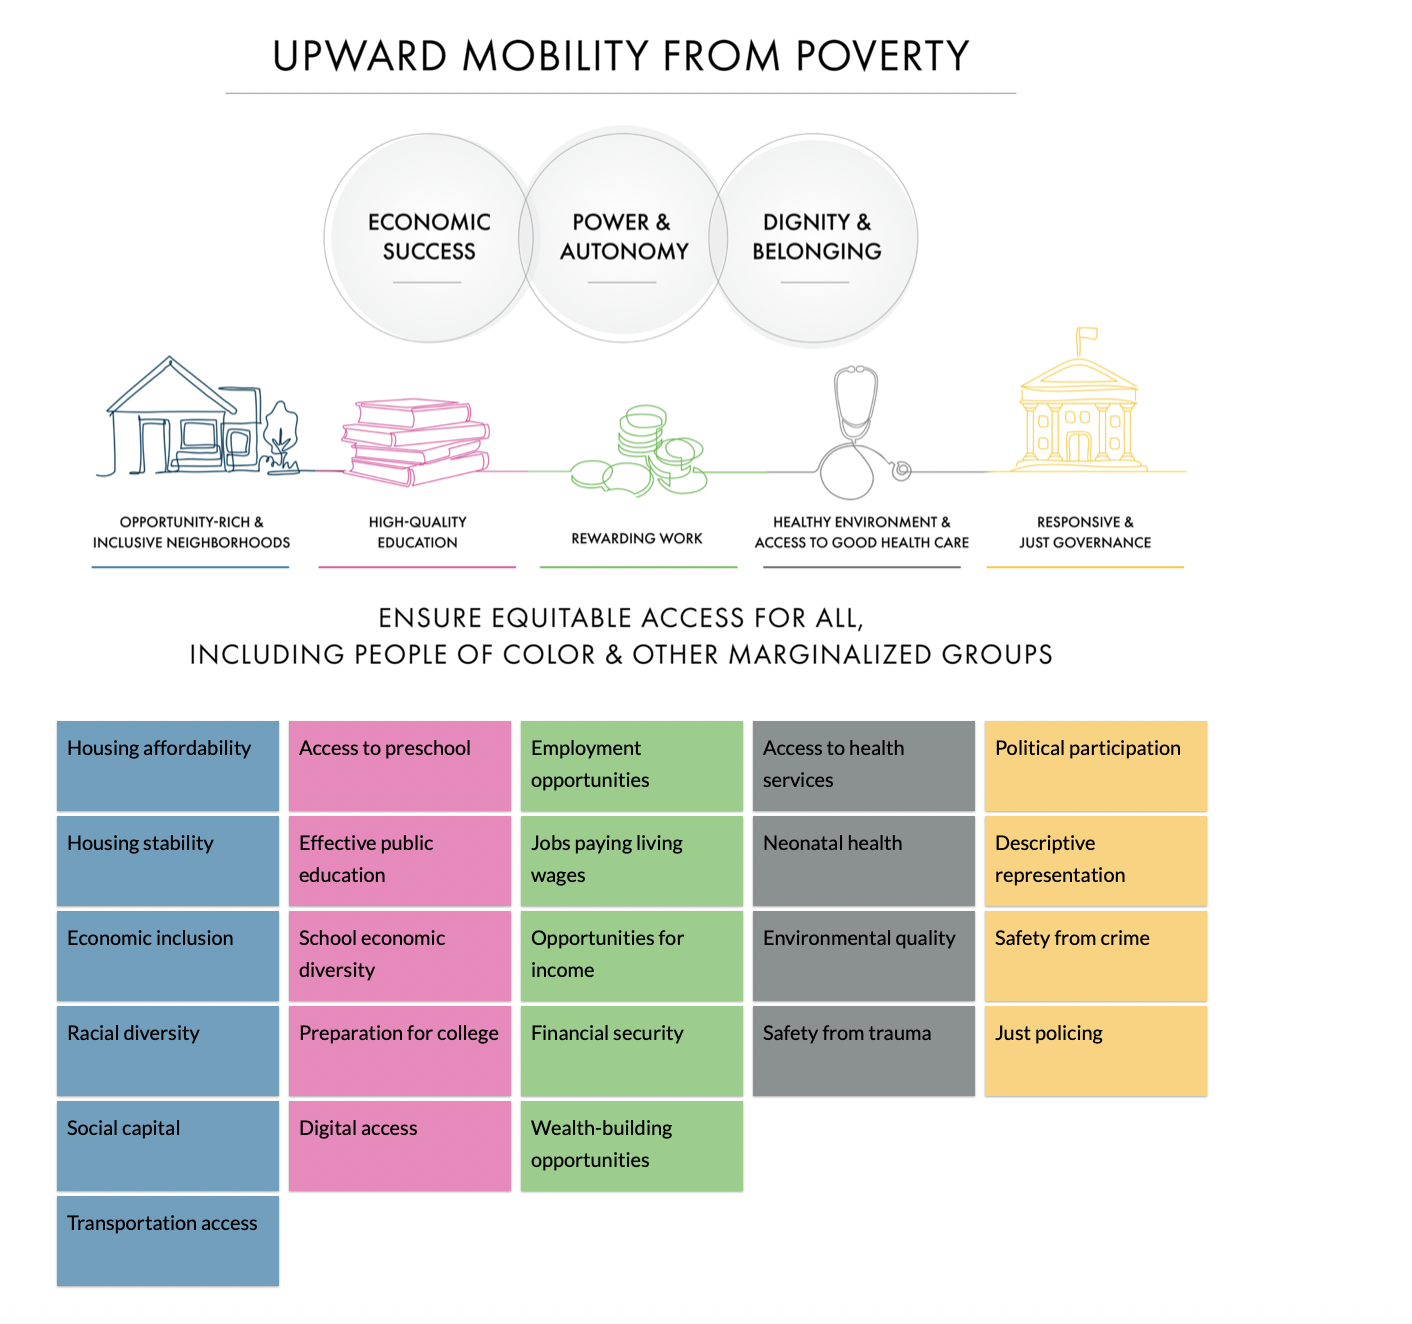 UPWARD MOBILITY FROM POVERTY
ECONOMIC
SUCCESS
POWER &
AUTONOMY
DIGNITY &
BELONGING
OPPORTUNITY-RICH &
INCLUSIVE NEIGHBORHOODS
HIGH-QUALITY
EDUCATION
REWARDING WORK
HEALTHY ENVIRONMENT &
ACCESS TO GOOD HEALTH CARE
RESPONSIVE &
JUST GOVERNANCE
ENSURE EQUITABLE ACCESS FOR ALL,
INCLUDING PEOPLE OF COLOR & OTHER MARGINALIZED GROUPS
Housing affordability
Access to preschool
Employment
opportunities
Access to health
services
Political participation
Housing stability
Effective public
education
Jobs paying living
wages
Neonatal health
Descriptive
representation
Economic inclusion
School economic
diversity
Opportunities for
income
Environmental quality
Safety from crime
Racial diversity
Preparation for college
Financial security
Safety from trauma
Just policing
Social capital
Digital access
Wealth-building
opportunities
Transportation access